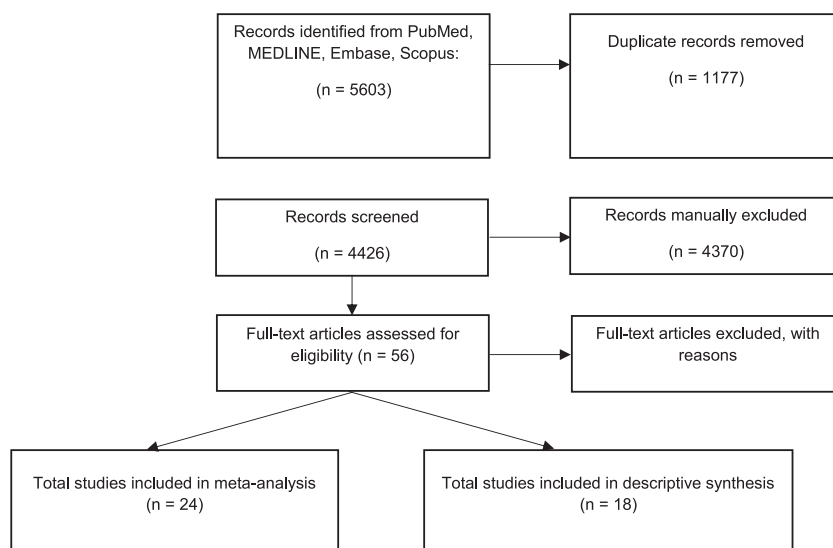 Records identified from PubMed,
MEDLINE, Embase, Scopus:
(n = 5603)
Duplicate records removed
(n = 1177)
Records screened
(n = 4426)
Records manually excluded
(n = 4370)
Full-text articles assessed for
eligibility (n = 56)
Full-text articles excluded, with
reasons
Total studies included in meta-analysis
(n = 24)
Total studies included in descriptive synthesis
(n = 18)